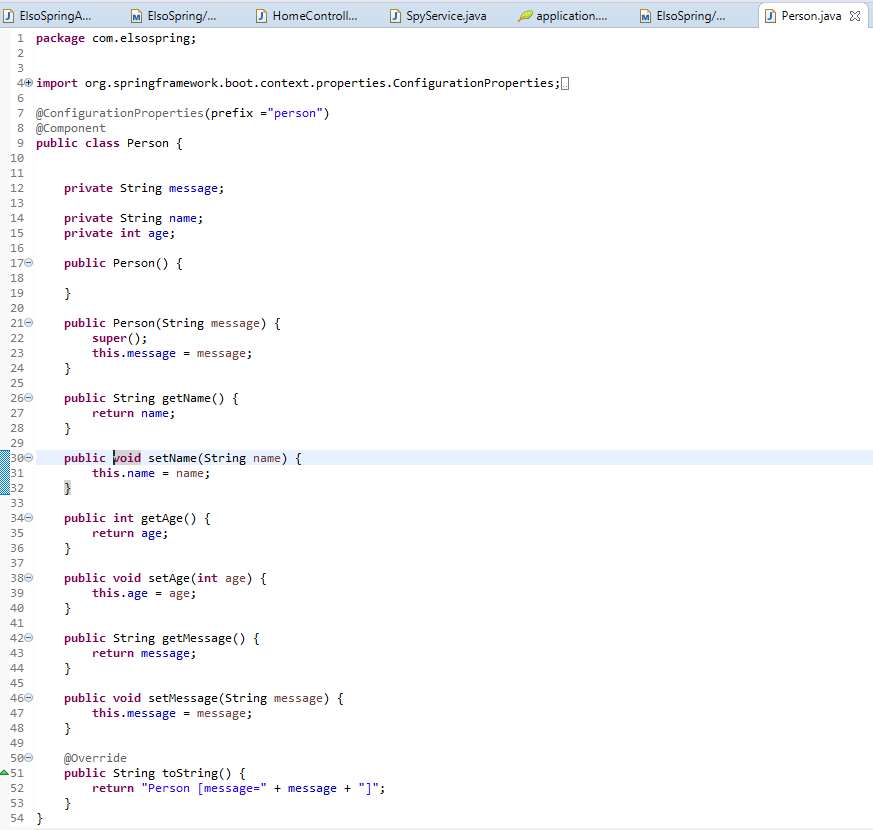 ElsoSpringA... ElsoSpring/... HomeControll... SpyService.java application.... ElsoSpring/... Person.java
1 package com.elsospring;
2
3
4 import org.springframework.boot.context.properties.ConfigurationProperties;
6
7 @ConfigurationProperties(prefix ="person")
8 @Component
9 public class Person {
10
11
12 private String message;
13
14 private String name;
15 private int age;
16
17 public Person() {
18
19 }
20
21 public Person(String message) {
22 super();
23 this.message = message;
24 }
25
26 public String getName() {
27 return name;
28 }
29
30 public void setName(String name) {
31 this.name = name;
32 }
33
34 public int getAge() {
35 return age;
36 }
37
38 public void setAge(int age) {
39 this.age = age;
40 }
41
42 public String getMessage() {
43 return message;
44 }
45
46 public void setMessage(String message) {
47 this.message = message;
48 }
49
50 @Override
51 public String toString() {
52 return "Person [message=" + message + "]";
53 }
54 }